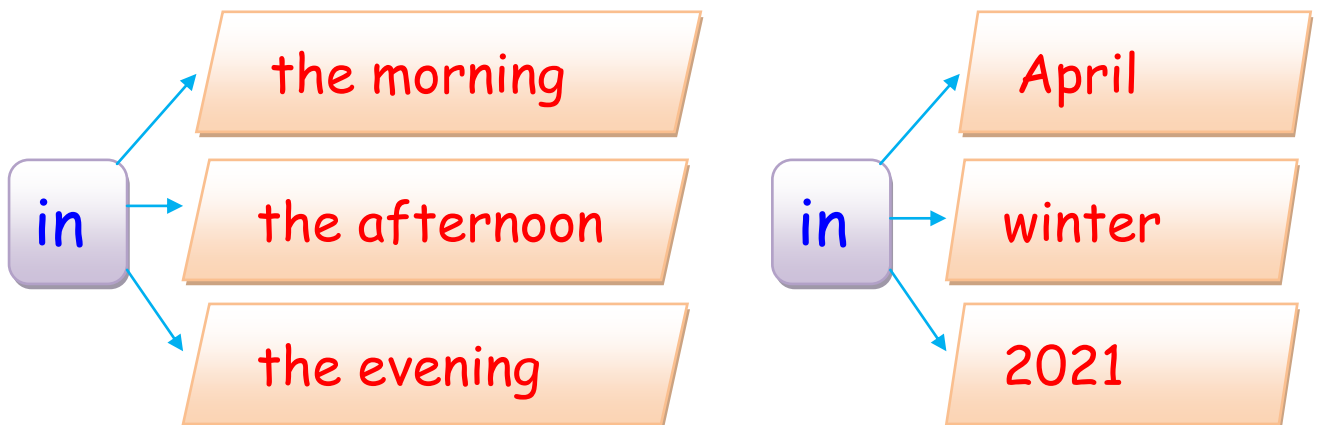 in
the morning
the afternoon
the evening
in
April
winter
2021